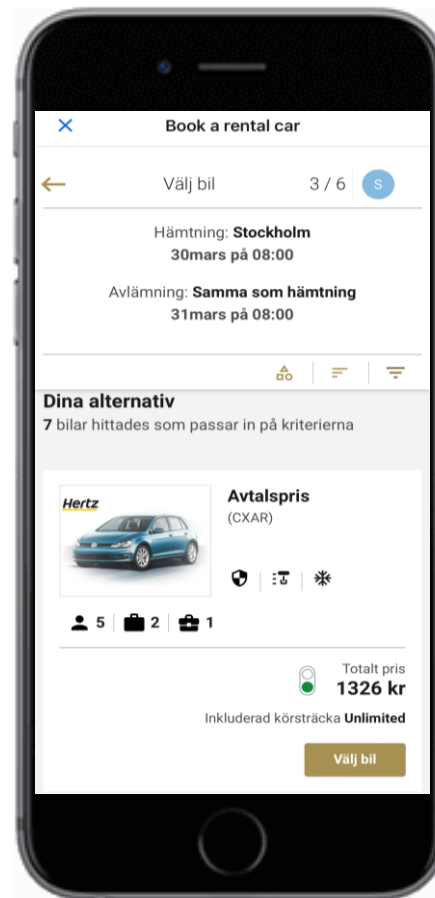 Book a rental car
Välj bil
3 / 6
S
Hämtning: Stockholm
30mars på 08:00
Avlämning: Samma som hämtning
31mars på 08:00
Dina alternativ
7 bilar hittades som passar in på kriterierna
Hertz
Avtalspris
(CXAR)
5
2
1
Totalt pris
1326 kr
Inkluderad körsträcka Unlimited
Välj bil